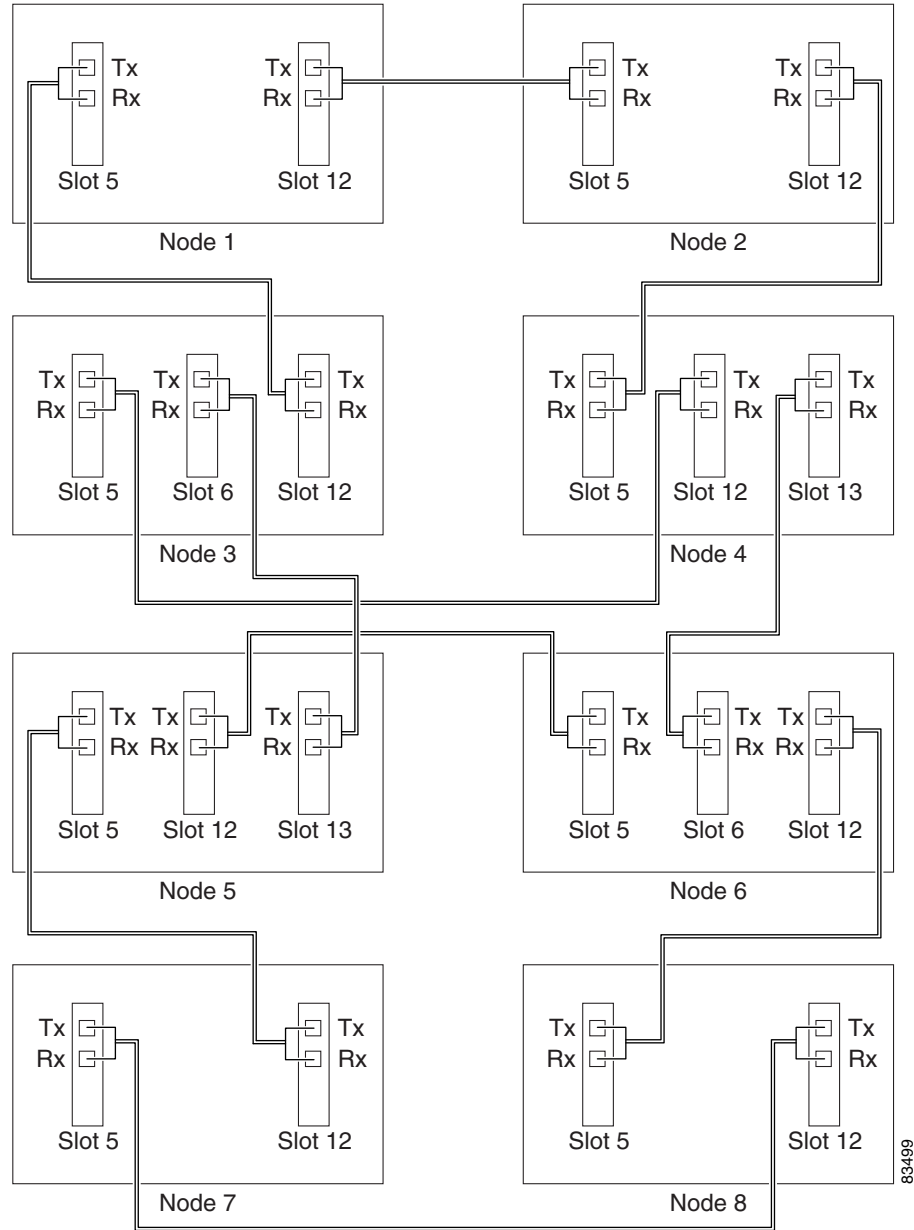 Tx Tx Tx Tx
Rx Rx Rx Rx
Slot 5 Slot 12 Slot 5 Slot 12
Node 1 Node 2
Tx Tx Tx Tx Tx Tx
Rx Rx Rx Rx Rx Rx
Slot 5 Slot 6 Slot 12 Slot 5 Slot 12 Slot 13
Node 3 Node 4
Tx Tx Tx Tx Tx Tx
Rx Rx Rx Rx Rx Rx
Slot 5 Slot 12 Slot 13 Slot 5 Slot 6 Slot 12
Node 5 Node 6
Tx Tx Tx Tx
Rx Rx Rx Rx
Slot 5 Slot 12 Slot 5 Slot 12
Node 7 Node 8
83499